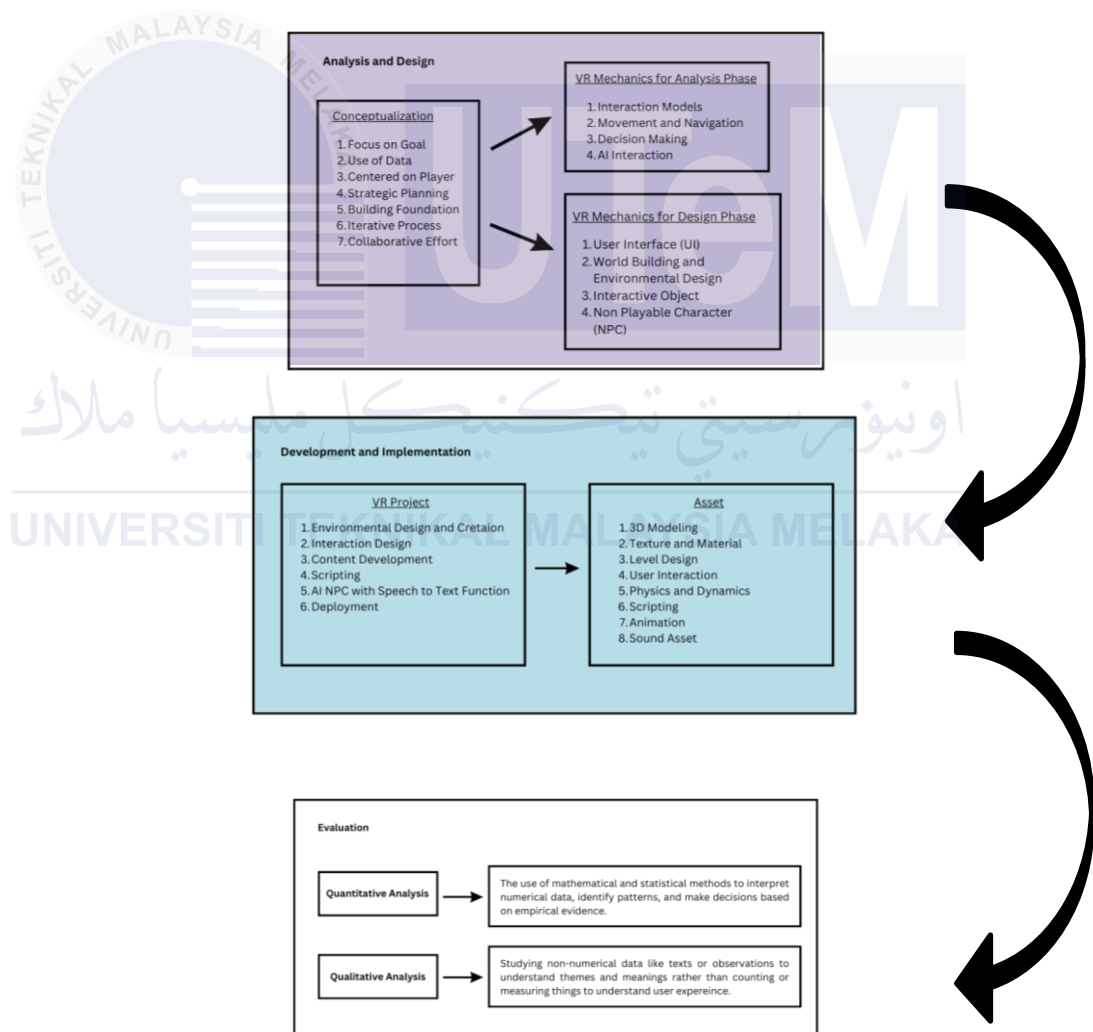 UNIVERSITI TEKNIKAL MALAYSIA MELAKA
UTeM
اونيۏرسيتي تيكنيكل مليسيا ملاك
UNIVERSITI TEKNIKAL MALAYSIA MELAKA
Analysis and Design
Conceptualization
1. Focus on Goal
2. Use of Data
3. Centered on Player
4. Strategic Planning
5. Building Foundation
6. Iterative Process
7. Collaborative Effort
VR Mechanics for Analysis Phase
1. Interaction Models
2. Movement and Navigation
3. Decision Making
4. AI Interaction
VR Mechanics for Design Phase
1. User Interface (UI)
2. World Building and
Environmental Design
3. Interactive Object
4. Non Playable Character
(NPC)
Development and Implementation
VR Project
1. Environmental Design and Cretaion
2. Interaction Design
3. Content Development
4. Scripting
5. AI NPC with Speech to Text Function
6. Deployment
Asset
1. 3D Modeling
2. Texture and Material
3. Level Design
4. User Interaction
5. Physics and Dynamics
6. Scripting
7. Animation
8. Sound Asset
Evaluation
Quantitative Analysis
The use of mathematical and statistical methods to interpret
numerical data, identify patterns, and make decisions based
on empirical evidence.
Qualitative Analysis
Studying non-numerical data like texts or observations to
understand themes and meanings rather than counting or
measuring things to understand user expereince.